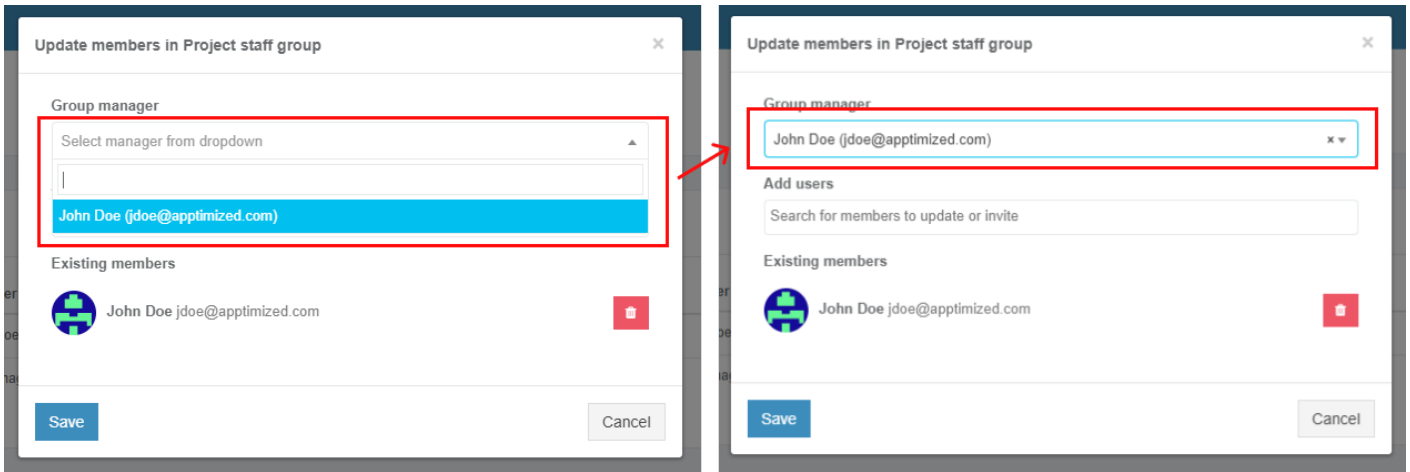 Update members in Project staff group
×
Group manager
Select manager from dropdown
John Doe (jdoe@apptimized.com)
Existing members
John Doe jdoe@apptimized.com
Save
Cancel
Update members in Project staff group
×
Group manager
John Doe (jdoe@apptimized.com)
×
Add users
Search for members to update or invite
Existing members
John Doe jdoe@apptimized.com
Save
Cancel